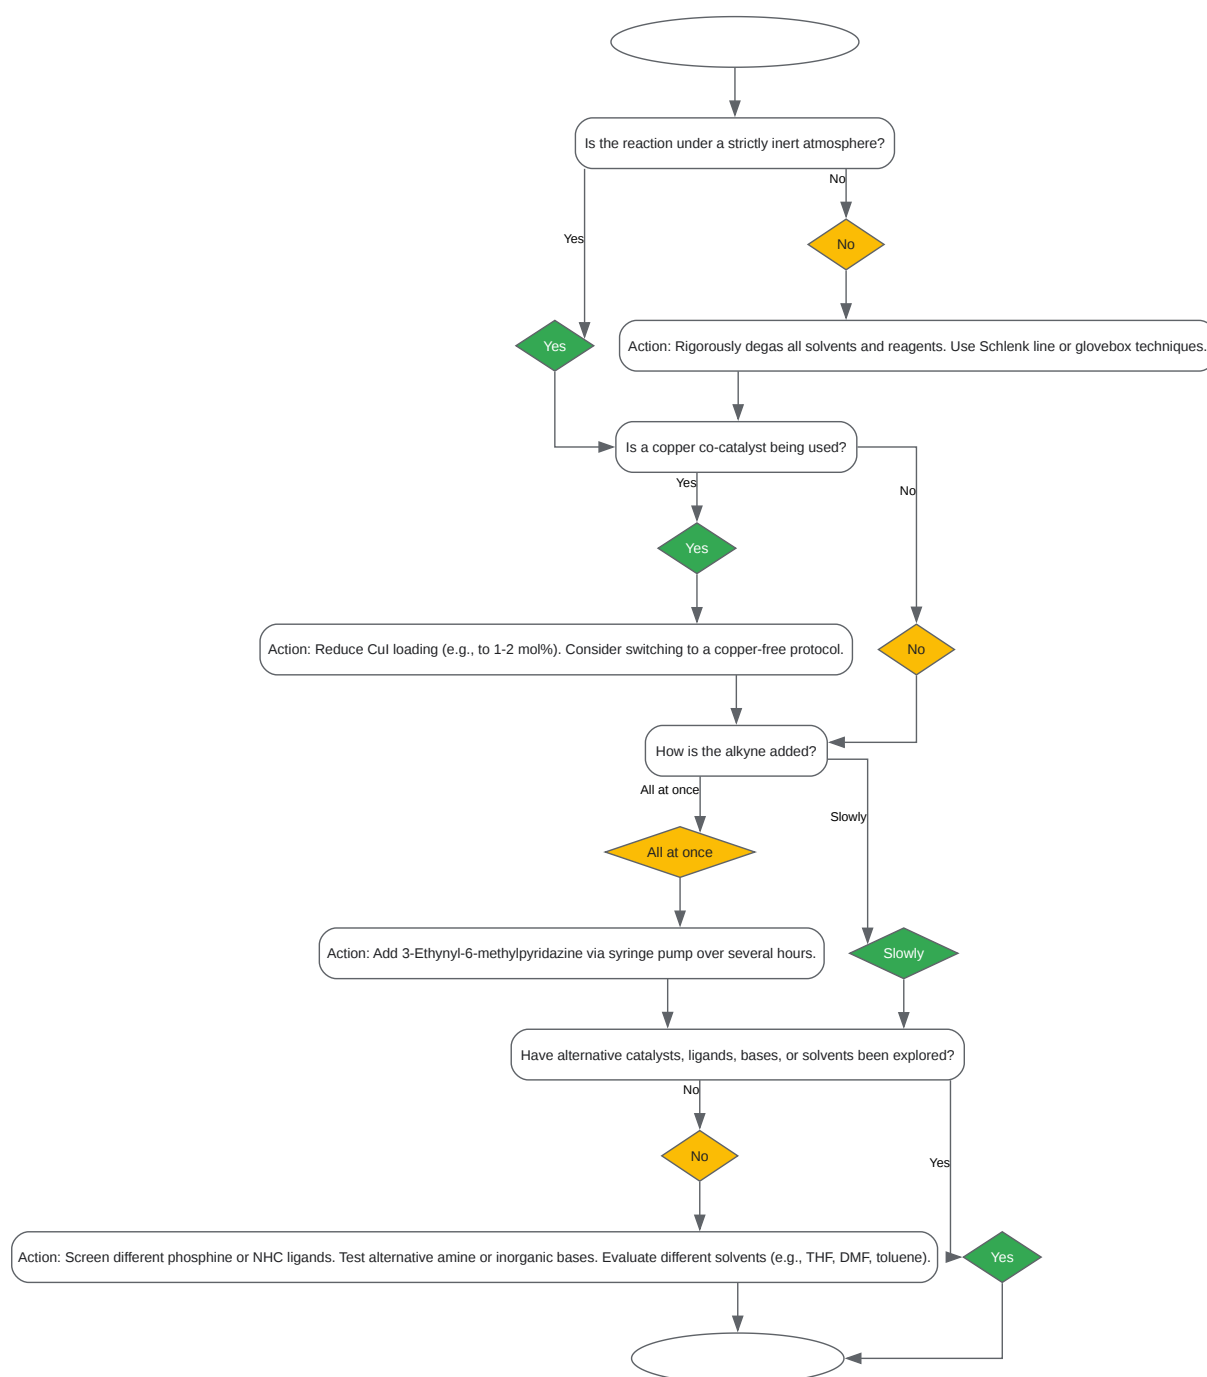 Is the reaction under a strictly inert atmosphere?
No
Yes
No
Yes
Action: Rigorously degas all solvents and reagents. Use Schlenk line or glovebox techniques.
Is a copper co-catalyst being used?
Yes
No
Yes
Action: Reduce CuI loading (e.g., to 1-2 mol%). Consider switching to a copper-free protocol.
No
How is the alkyne added?
All at once
Slowly
All at once
Action: Add 3-Ethynyl-6-methylpyridazine via syringe pump over several hours.
Slowly
Have alternative catalysts, ligands, bases, or solvents been explored?
No
No
Yes
Action: Screen different phosphine or NHC ligands. Test alternative amine or inorganic bases. Evaluate different solvents (e.g., THF, DMF, toluene).
Yes